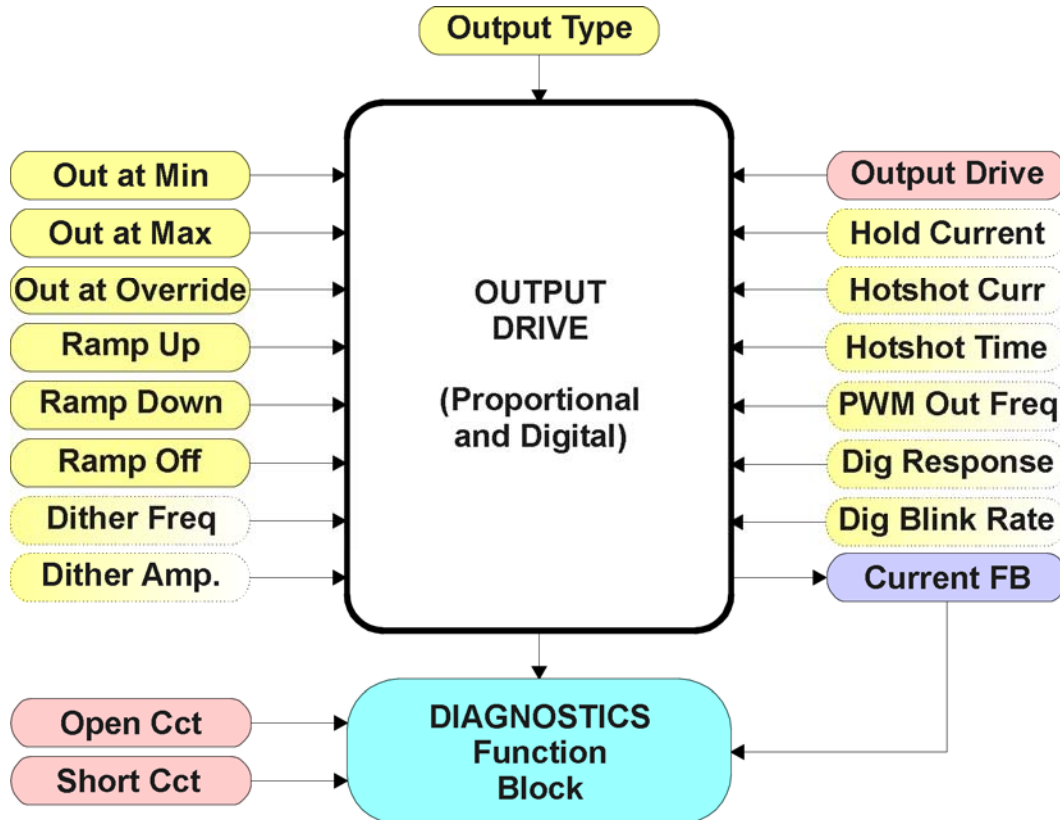 Output Type
Out at Min
Out at Max
Out at Override
Ramp Up
Ramp Down
Ramp Off
Dither Freq
Dither Amp.
OUTPUT
DRIVE
(Proportional
and Digital)
Output Drive
Hold Current
Hotshot Curr
Hotshot Time
PWM Out Freq
Dig Response
Dig Blink Rate
Current FB
Open Cct
Short Cct
DIAGNOSTICS
Function
Block